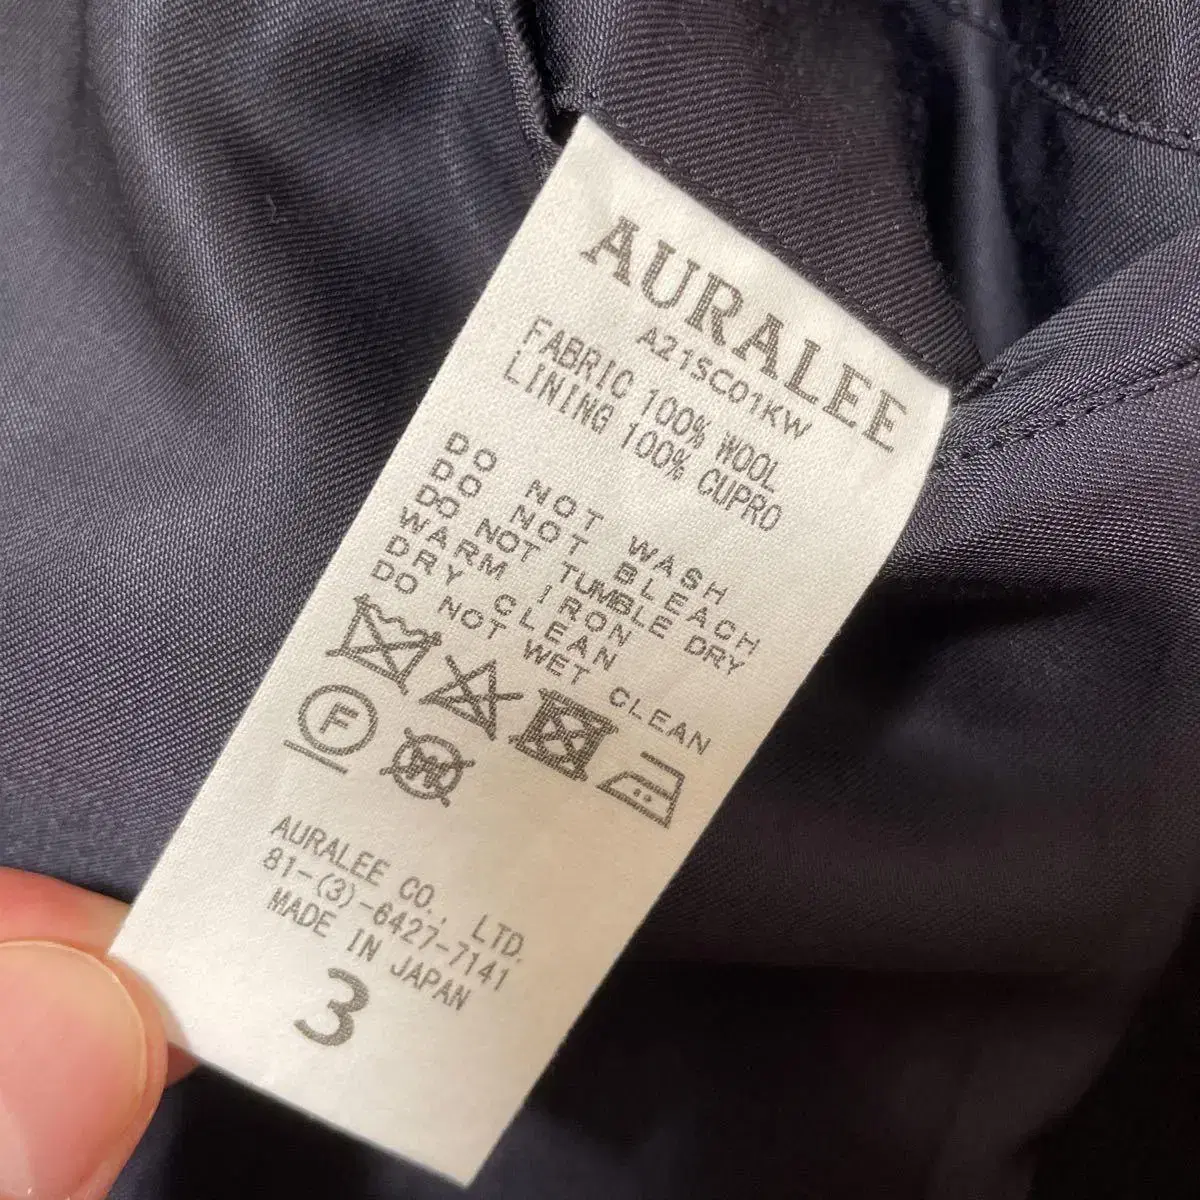 AURALEE
A21SC01KW
FABRIC 100% WOOL
LINING 100% CUPRO
DO NOT WASH
DO NOT BLEACH
DO NOT TUMBLE DRY
WARM IRON
DRY CLEAN
DO NOT WET CLEAN
F
AURALEE CO., LTD.
81-(3)-6427-7141
MADE IN JAPAN
3